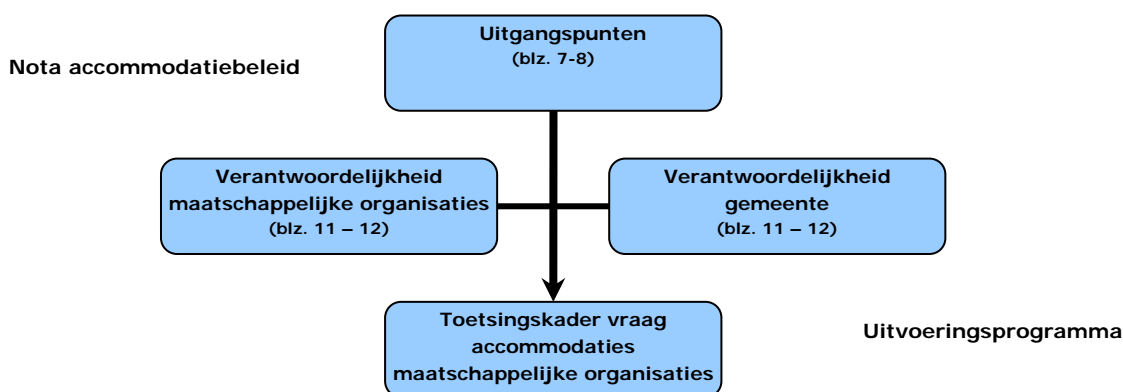 Uitgangspunten
(blz. 7-8)
Nota accommodatiebeleid
Verantwoordelijkheid
maatschappelijke organisaties
(blz. 11 – 12)
Verantwoordelijkheid
gemeente
(blz. 11 – 12)
Toetsingskader vraag
accommodaties
maatschappelijke organisaties
Uitvoeringsprogramma